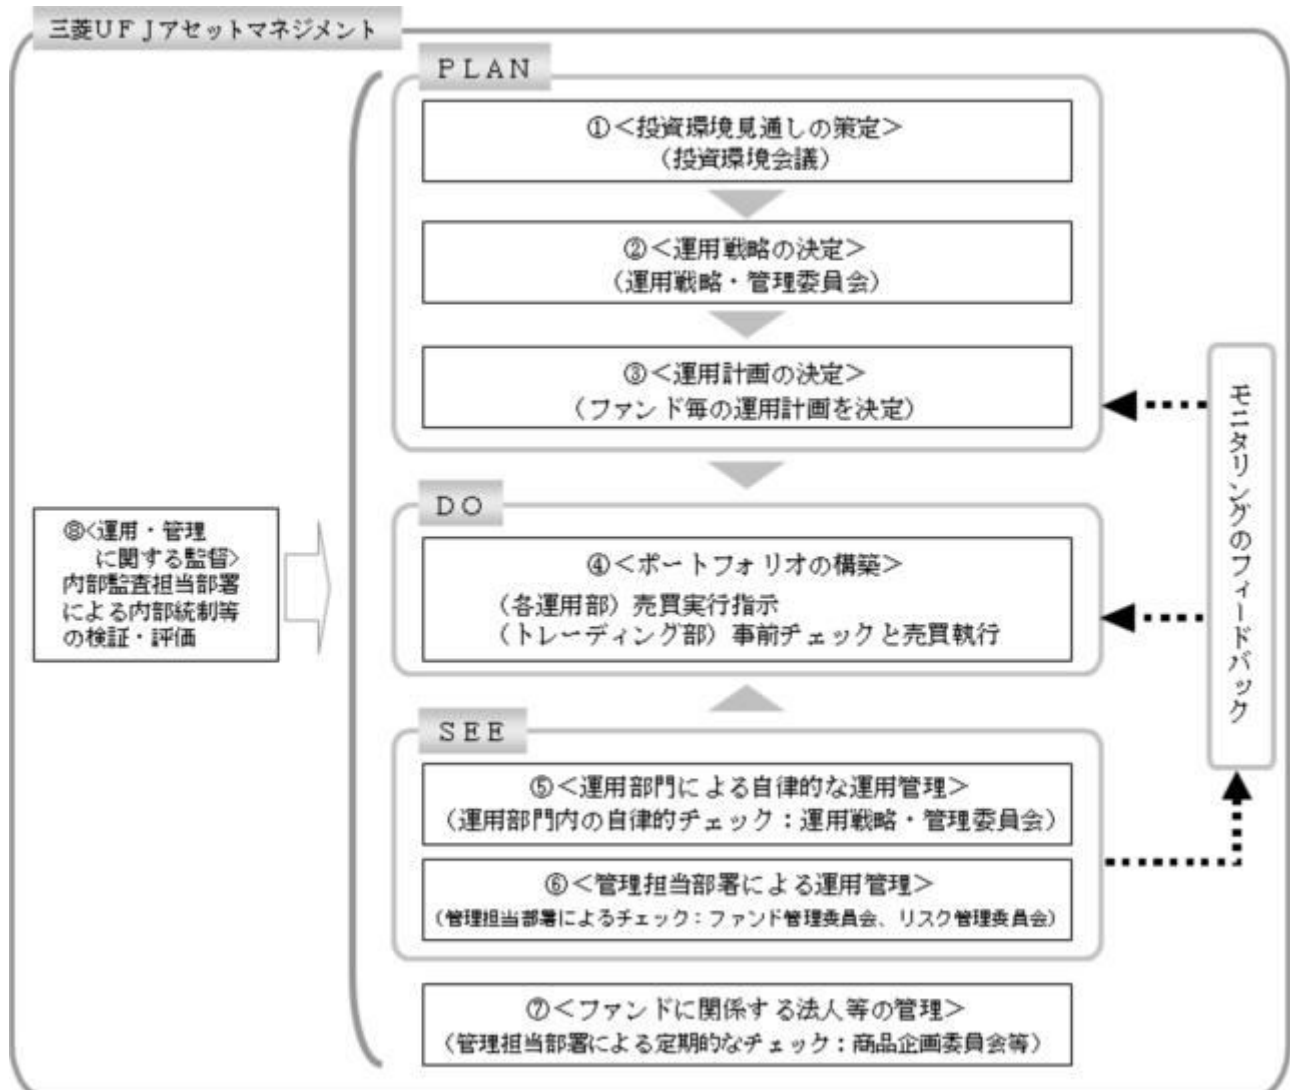 三菱ＵＦＪアセットマネジメント
ＰＬＡＮ
①＜投資環境見通しの策定＞
（投資環境会議）
②＜運用戦略の決定＞
（運用戦略・管理委員会）
③＜運用計画の決定＞
（ファンド毎の運用計画を決定）
ＤＯ
④＜ポートフォリオの構築＞
（各運用部）売買実行指示
（トレーディング部）事前チェックと売買執行
ＳＥＥ
⑤＜運用部門による自律的な運用管理＞
（運用部門内の自律的チェック：運用戦略・管理委員会）
⑥＜管理担当部署による運用管理＞
（管理担当部署によるチェック：ファンド管理委員会、リスク管理委員会）
⑦＜ファンドに関係する法人等の管理＞
（管理担当部署による定期的なチェック：商品企画委員会等）
⑧<運用・管理
に関する監督>
内部監査担当部署
による内部統制等
の検証・評価
モニタリングのフィードバック